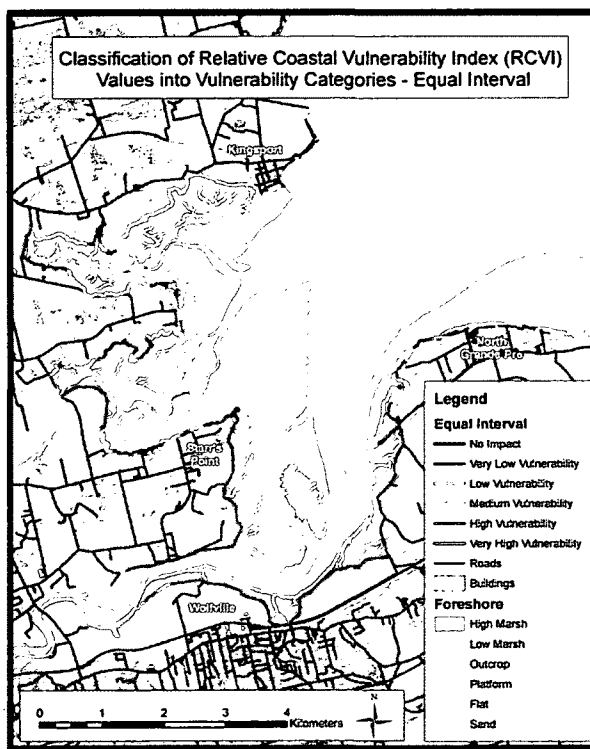 Classification of Relative Coastal Vulnerability Index (RCVI)
Values into Vulnerability Categories - Equal Interval
Kingsport
North
Grande Pre
Starr's
Point
Wolfville
Legend
Equal Interval
No Impact
Very Low Vulnerability
Low Vulnerability
Medium Vulnerability
High Vulnerability
Very High Vulnerability
Roads
Buildings
Foreshore
High Marsh
Low Marsh
Outcrop
Platform
Flat
Sand
0 1 2 3 4
Kilometers
N